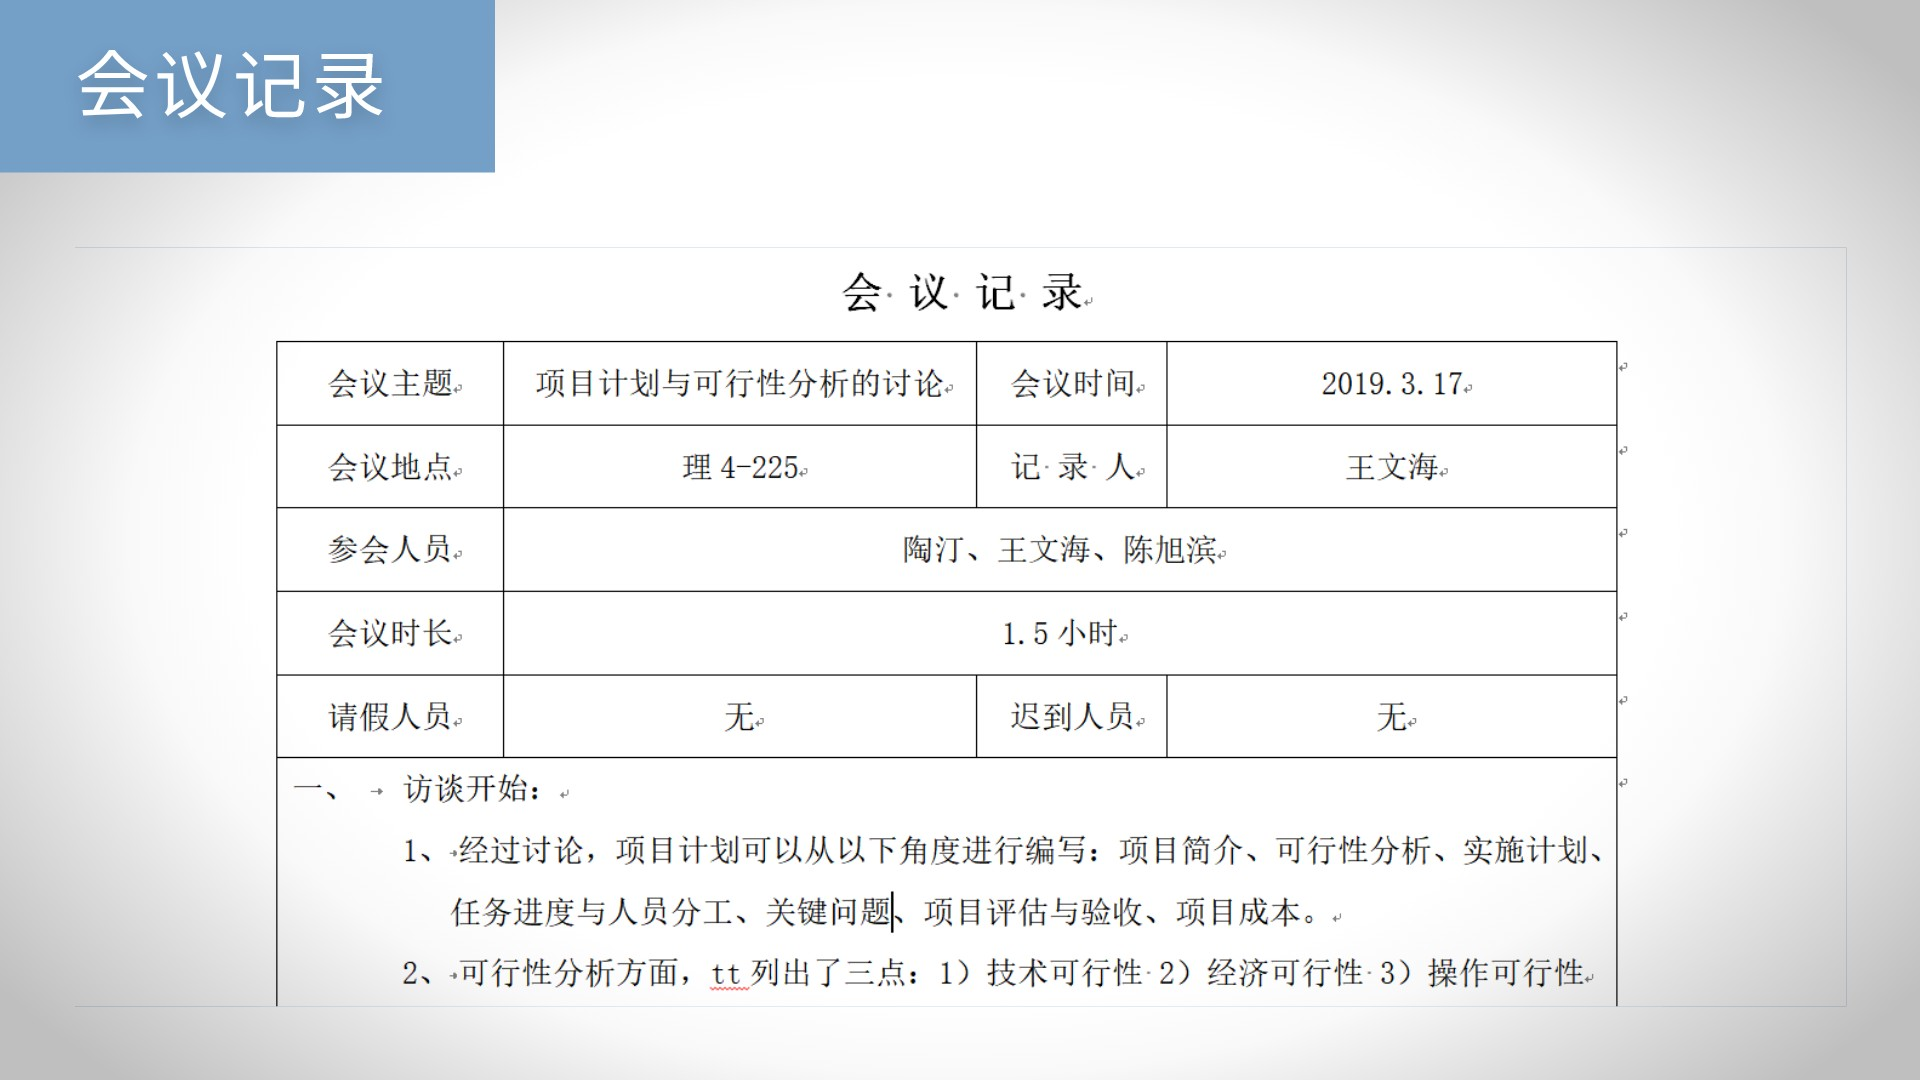 会议记录
会 议 记 录
会议主题 项目计划与可行性分析的讨论 会议时间 2019.3.17
会议地点 理 4-225 记 录 人 王文海
参会人员 陶汀、王文海、陈旭滨
会议时长 1.5 小时
请假人员 无 迟到人员 无
一、 访谈开始：
1、经过讨论，项目计划可以从以下角度进行编写：项目简介、可行性分析、实施计划、
任务进度与人员分工、关键问题、项目评估与验收、项目成本。
2、可行性分析方面，tt 列出了三点：1）技术可行性 2）经济可行性 3）操作可行性